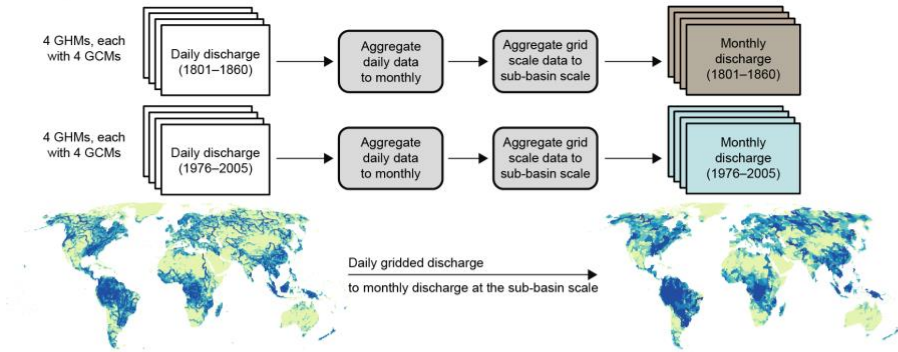 4 GHMs, each
with 4 GCMs
Daily discharge
(1801–1860)
Aggregate
daily data
to monthly
Aggregate grid
scale data to
sub-basin scale
Monthly
discharge
(1801–1860)
4 GHMs, each
with 4 GCMs
Daily discharge
(1976–2005)
Aggregate
daily data
to monthly
Aggregate grid
scale data to
sub-basin scale
Monthly
discharge
(1976–2005)
Daily gridded discharge
to monthly discharge at the sub-basin scale